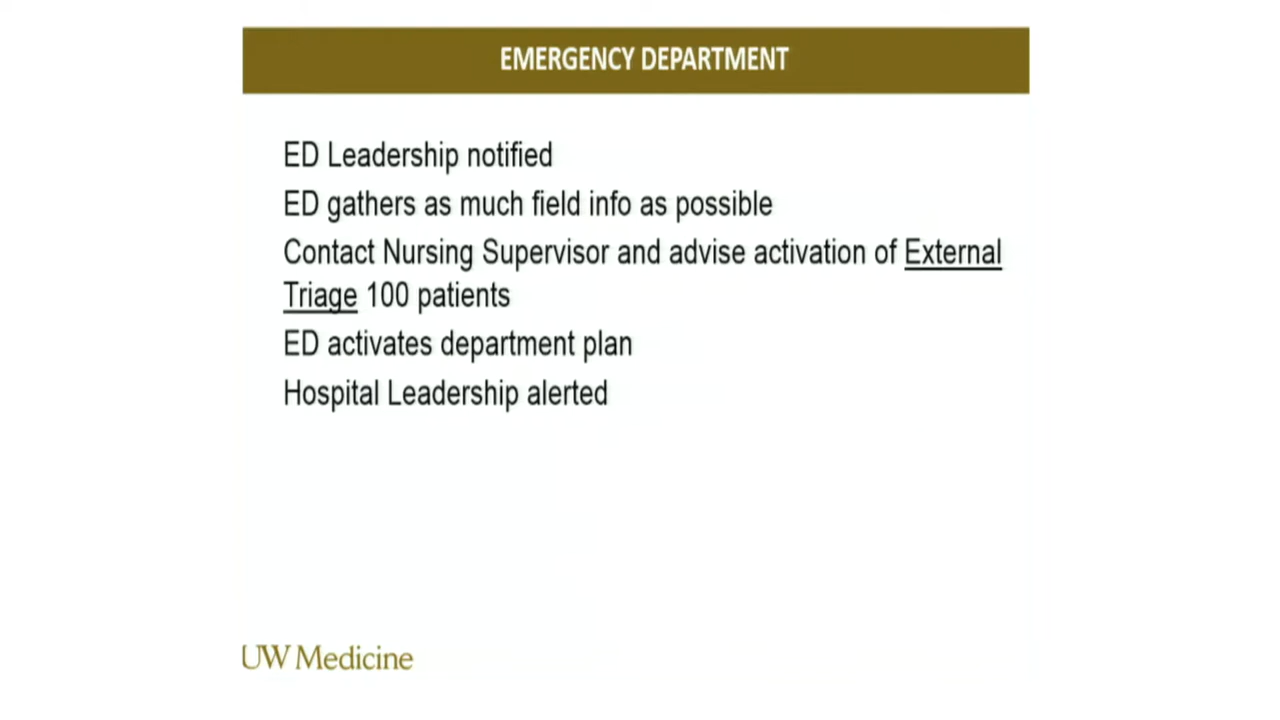 EMERGENCY DEPARTMENT
ED Leadership notified
ED gathers as much field info as possible
Contact Nursing Supervisor and advise activation of External
Triage 100 patients
ED activates department plan
Hospital Leadership alerted
UW Medicine